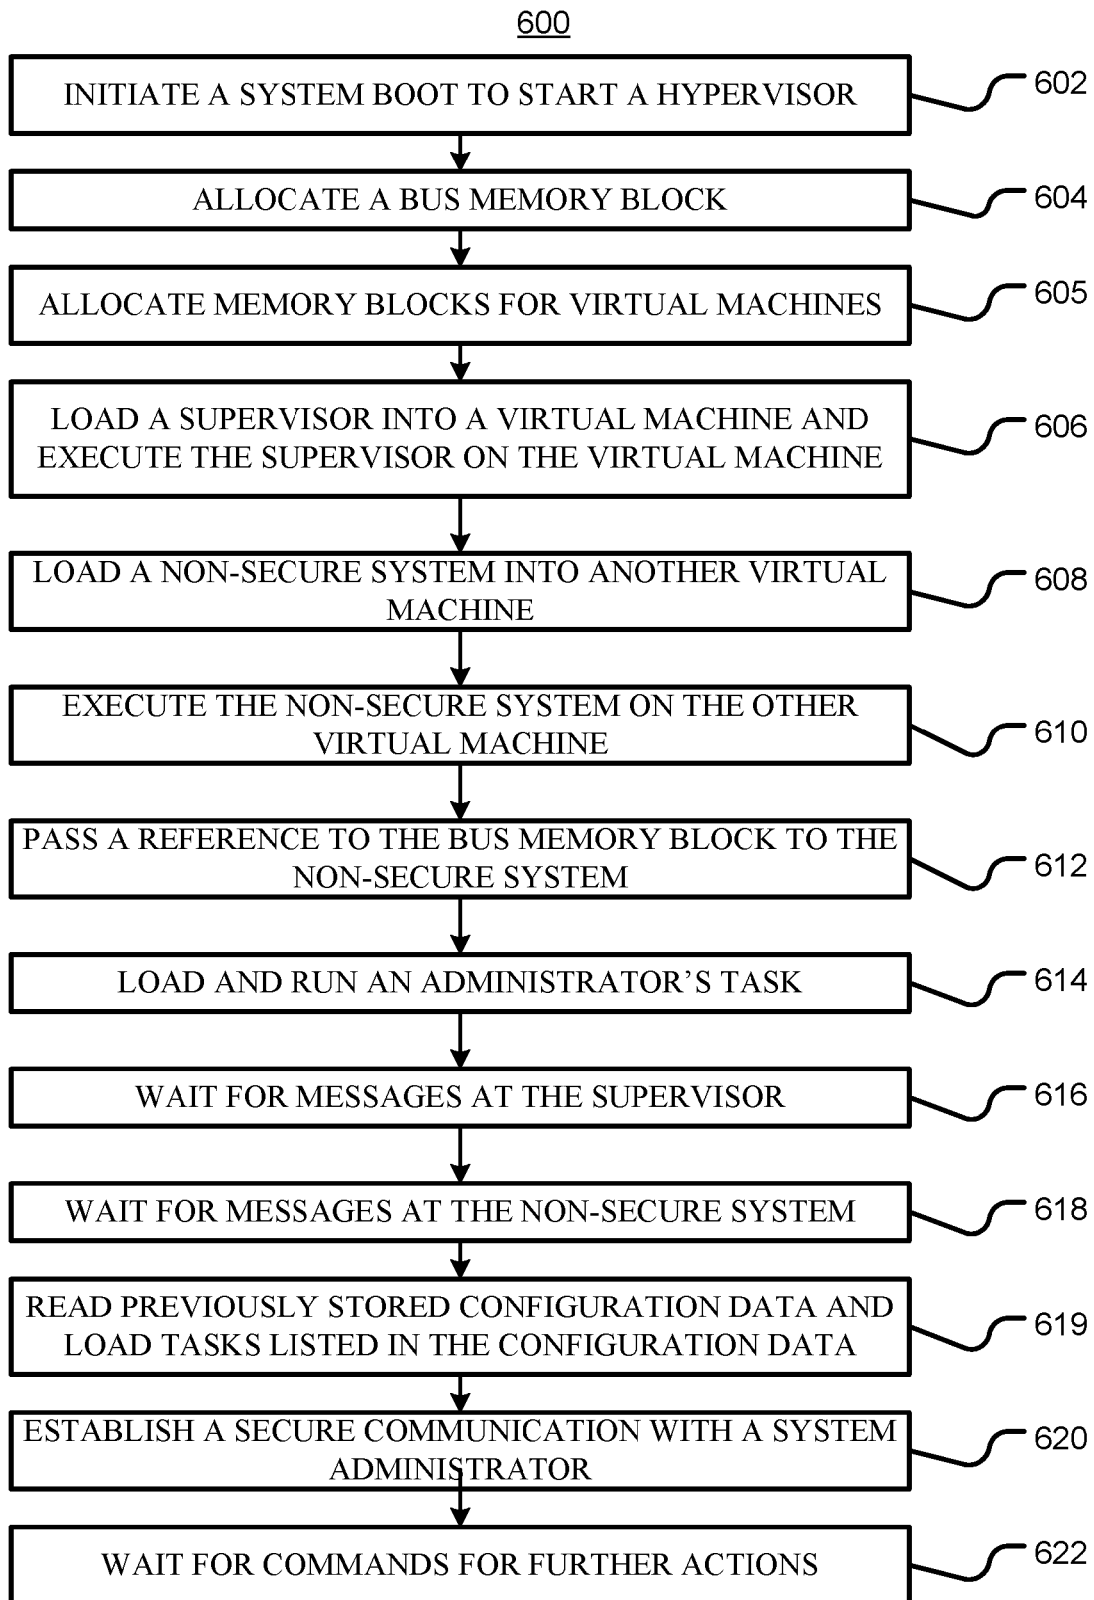 600
INITIATE A SYSTEM BOOT TO START A HYPERVISOR
602
ALLOCATE A BUS MEMORY BLOCK
604
ALLOCATE MEMORY BLOCKS FOR VIRTUAL MACHINES
605
LOAD A SUPERVISOR INTO A VIRTUAL MACHINE AND
EXECUTE THE SUPERVISOR ON THE VIRTUAL MACHINE
606
LOAD A NON-SECURE SYSTEM INTO ANOTHER VIRTUAL
MACHINE
608
EXECUTE THE NON-SECURE SYSTEM ON THE OTHER
VIRTUAL MACHINE
610
PASS A REFERENCE TO THE BUS MEMORY BLOCK TO THE
NON-SECURE SYSTEM
612
LOAD AND RUN AN ADMINISTRATOR'S TASK
614
WAIT FOR MESSAGES AT THE SUPERVISOR
616
WAIT FOR MESSAGES AT THE NON-SECURE SYSTEM
618
READ PREVIOUSLY STORED CONFIGURATION DATA AND
LOAD TASKS LISTED IN THE CONFIGURATION DATA
619
ESTABLISH A SECURE COMMUNICATION WITH A SYSTEM
ADMINISTRATOR
620
WAIT FOR COMMANDS FOR FURTHER ACTIONS
622